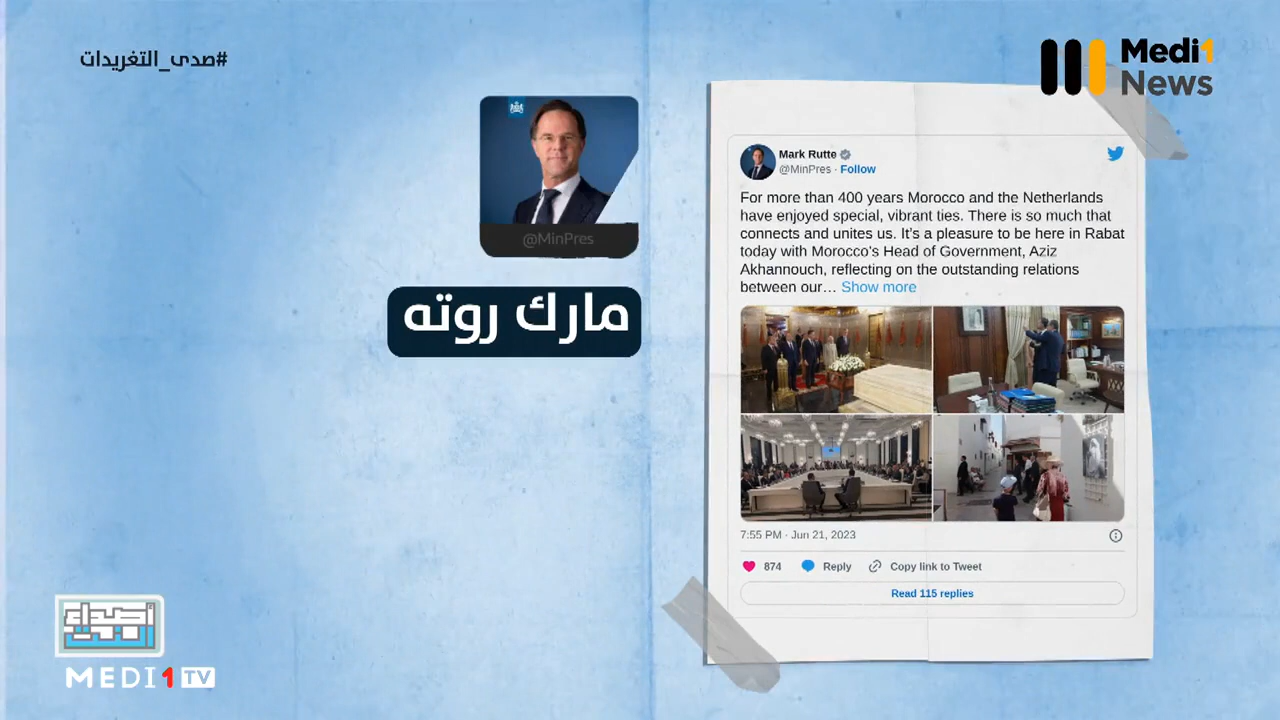 #صدى_التغريدات
Medi1
News
@MinPres
مارك روته
Mark Rutte
@MinPres · Follow
For more than 400 years Morocco and the Netherlands
have enjoyed special, vibrant ties. There is so much that
connects and unites us. It's a pleasure to be here in Rabat
today with Morocco's Head of Government, Aziz
Akhannouch, reflecting on the outstanding relations
between our… Show more
7:55 PM · Jun 21, 2023
874 Reply Copy link to Tweet
Read 115 replies
أصداء
MEDI1 TV